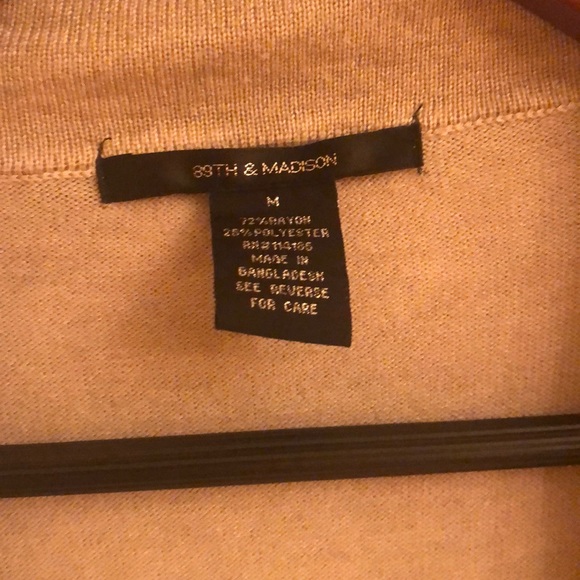 89TH & MADISON
M
72% RAYON
28% POLYESTER
RN# 114186
MADE IN
BANGLADESH
SEE REVERSE
FOR CARE